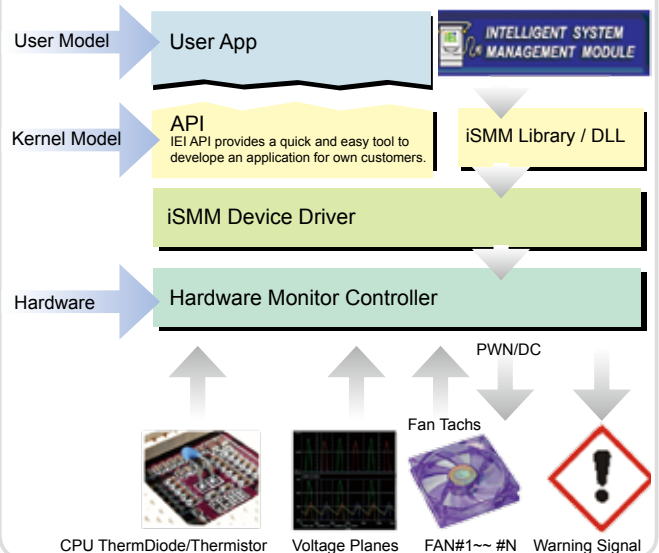 User Model
User App
INTELLIGENT SYSTEM
MANAGEMENT MODULE
IEI
Kernel Model
API
IEI API provides a quick and easy tool to
develope an application for own customers.
iSMM Library / DLL
iSMM Device Driver
Hardware
Hardware Monitor Controller
PWN/DC
Fan Tachs
CPU ThermDiode/Thermistor
Voltage Planes
FAN#1~~ #N
Warning Signal